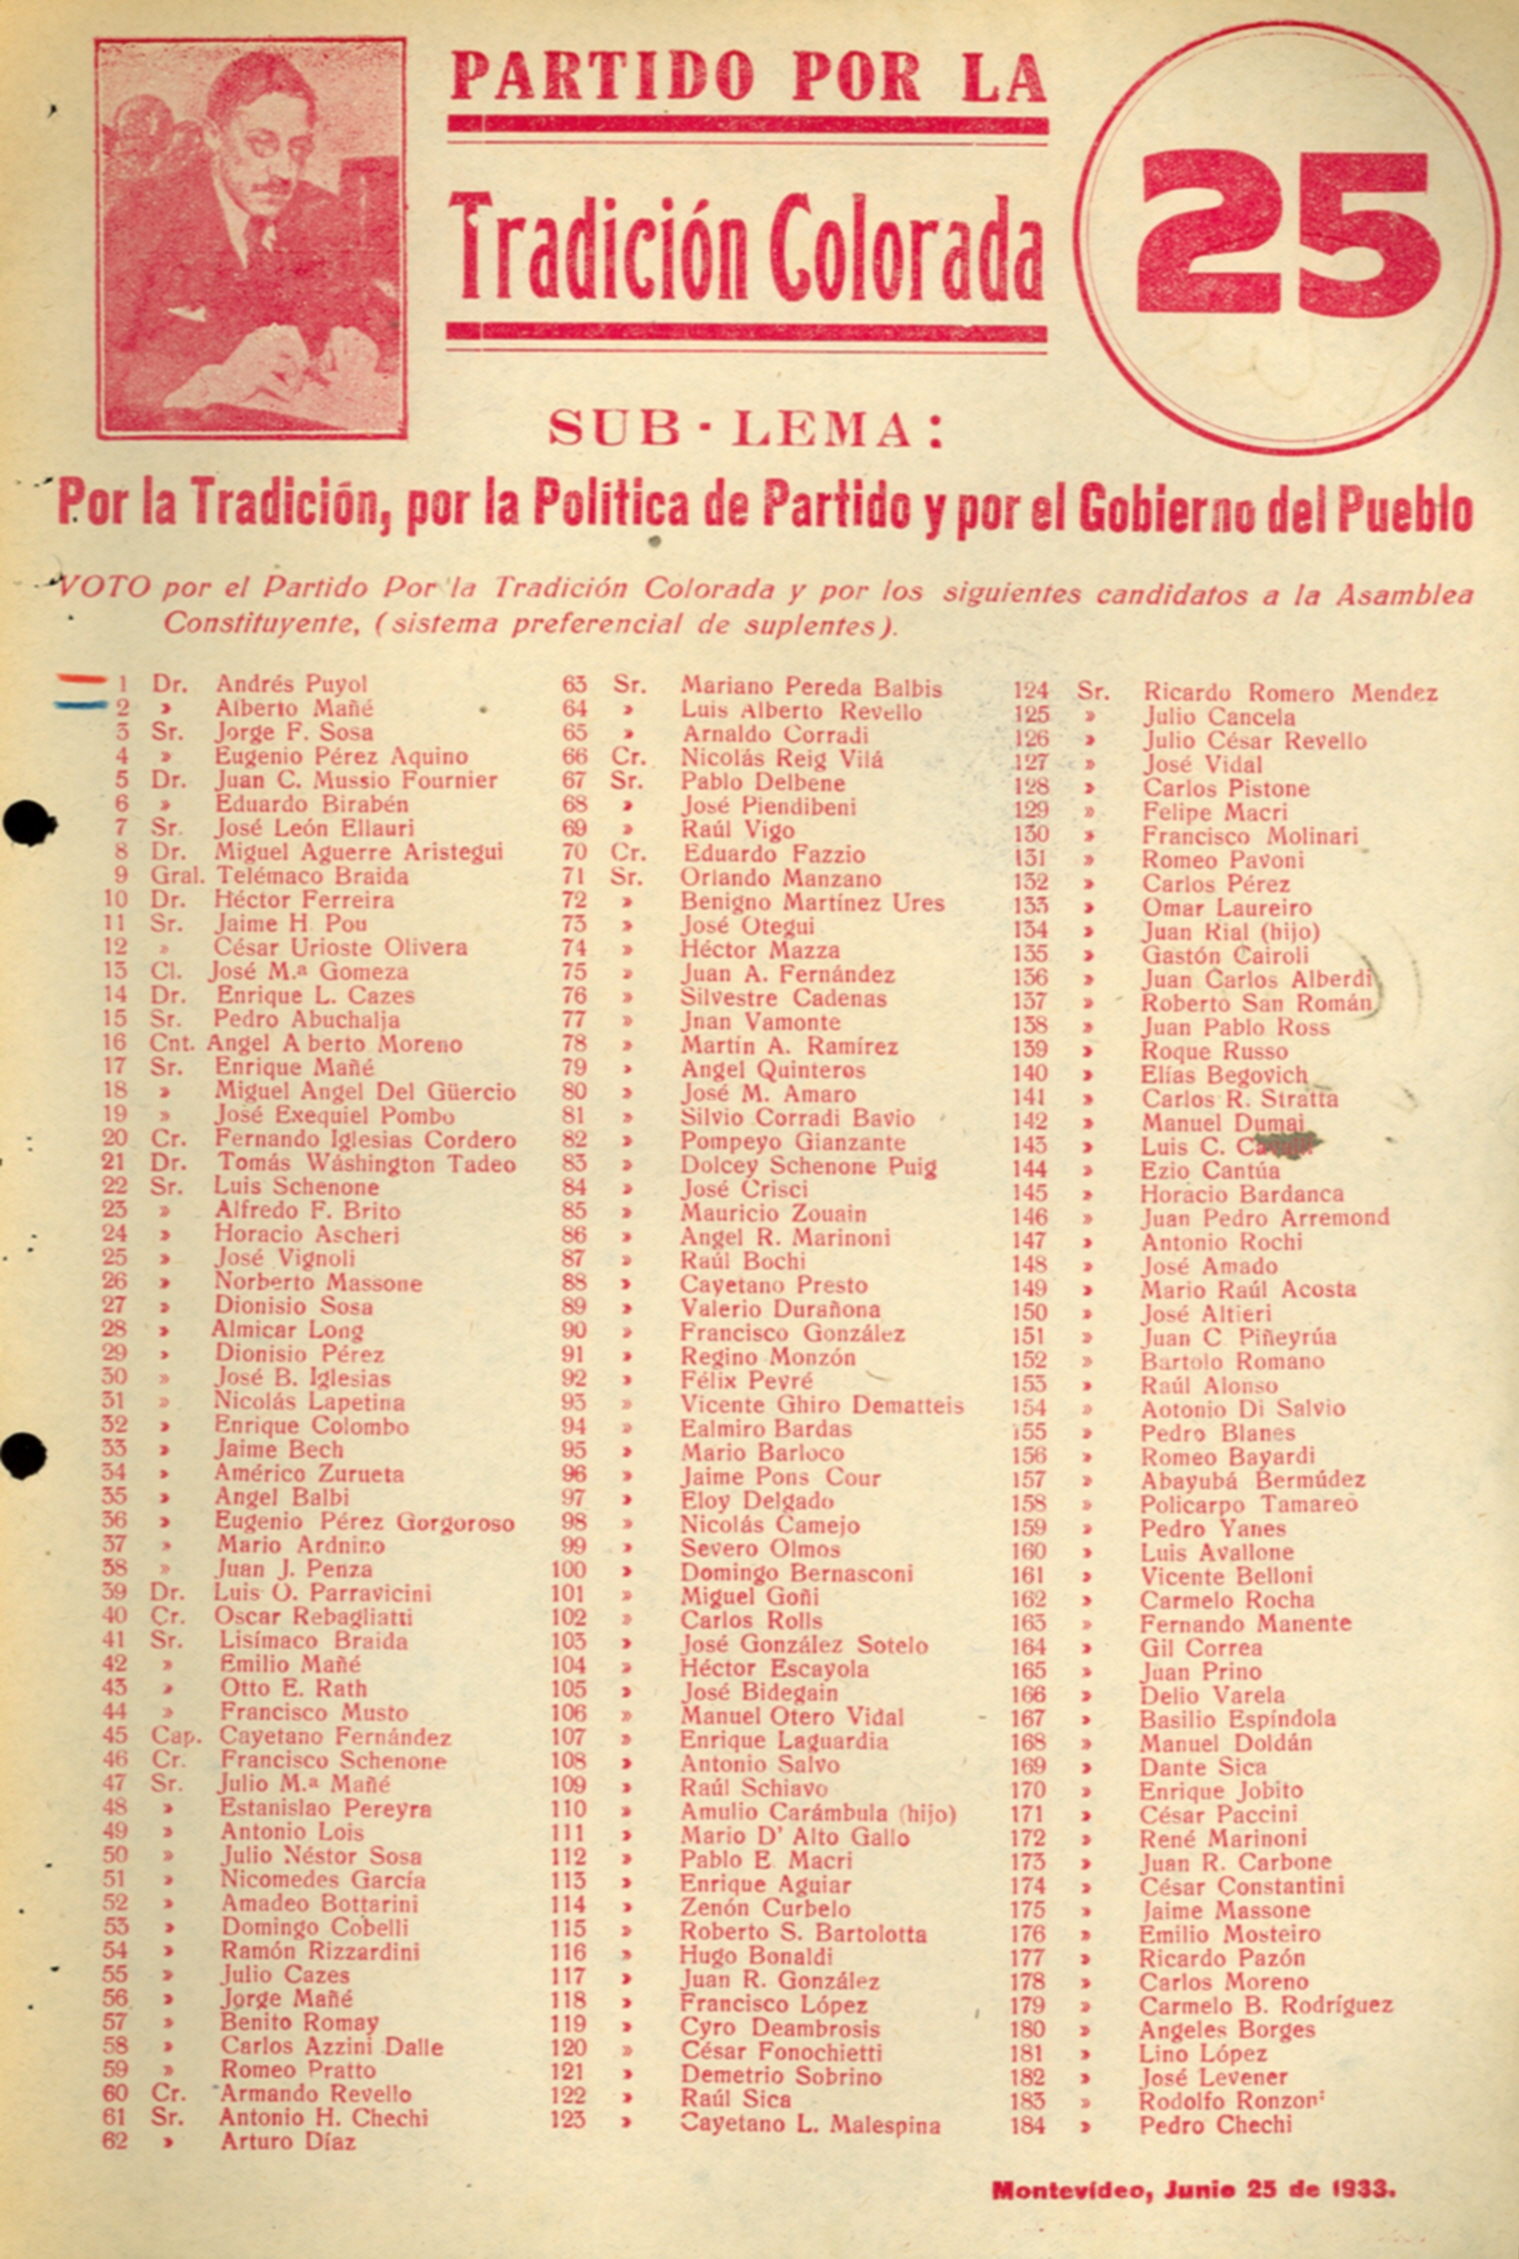 PARTIDO POR LA
Tradición Colorada
25
SUB-LEMA:
Por la Tradición, por la Política de Partido y por el Gobierno del Pueblo
VOTO por el Partido Por la Tradición Colorada y por los siguientes candidatos a la Asamblea
Constituyente, (sistema preferencial de suplentes).
1 Dr. Andrés Puyol
2 » Alberto Mañé
3 Sr. Jorge F. Sosa
4 » Eugenio Pérez Aquino
5 Dr. Juan C. Mussio Fournier
6 » Eduardo Birabén
7 Sr. José León Ellauri
8 Dr. Miguel Aguerre Aristegui
9 Gral. Telémaco Braida
10 Dr. Héctor Ferreira
11 Sr. Jaime H. Pou
12 » César Urioste Olivera
13 Cl. José M.ª Gomeza
14 Dr. Enrique L. Cazes
15 Sr. Pedro Abuchalja
16 Cnt. Angel A berto Moreno
17 Sr. Enrique Mañé
18 » Miguel Angel Del Güercio
19 » José Exequiel Pombo
20 Cr. Fernando Iglesias Cordero
21 Dr. Tomás Wáshington Tadeo
22 Sr. Luis Schenone
23 » Alfredo F. Brito
24 » Horacio Ascheri
25 » José Vignoli
26 » Norberto Massone
27 » Dionisio Sosa
28 » Almicar Long
29 » Dionisio Pérez
30 » José B. Iglesias
31 » Nicolás Lapetina
32 » Enrique Colombo
33 » Jaime Bech
34 » Américo Zurueta
35 » Angel Balbi
36 » Eugenio Pérez Gorgoroso
37 » Mario Ardnino
38 » Juan J. Penza
39 Dr. Luis O. Parravicini
40 Cr. Oscar Rebagliatti
41 Sr. Lisímaco Braida
42 » Emilio Mañé
43 » Otto E. Rath
44 » Francisco Musto
45 Cap. Cayetano Fernández
46 Cr. Francisco Schenone
47 Sr. Julio M.ª Mañé
48 » Estanislao Pereyra
49 » Antonio Lois
50 » Julio Néstor Sosa
51 » Nicomedes García
52 » Amadeo Bottarini
53 » Domingo Cobelli
54 » Ramón Rizzardini
55 » Julio Cazes
56 » Jorge Mañé
57 » Benito Romay
58 » Carlos Azzini Dalle
59 » Romeo Pratto
60 Cr. Armando Revello
61 Sr. Antonio H. Chechi
62 » Arturo Díaz
63 Sr. Mariano Pereda Balbis
64 » Luis Alberto Revello
65 » Arnaldo Corradi
66 Cr. Nicolás Reig Vilá
67 Sr. Pablo Delbene
68 » José Piendibeni
69 » Raúl Vigo
70 Cr. Eduardo Fazzio
71 Sr. Orlando Manzano
72 » Benigno Martínez Ures
73 » José Otegui
74 » Héctor Mazza
75 » Juan A. Fernández
76 » Silvestre Cadenas
77 » Jnan Vamonte
78 » Martín A. Ramírez
79 » Angel Quinteros
80 » José M. Amaro
81 » Silvio Corradi Bavio
82 » Pompeyo Gianzante
83 » Dolcey Schenone Puig
84 » José Crisci
85 » Mauricio Zouain
86 » Angel R. Marinoni
87 » Raúl Bochi
88 » Cayetano Presto
89 » Valerio Durañona
90 » Francisco González
91 » Regino Monzón
92 » Félix Peyré
93 » Vicente Ghiro Dematteis
94 » Ealmiro Bardas
95 » Mario Barloco
96 » Jaime Pons Cour
97 » Eloy Delgado
98 » Nicolás Camejo
99 » Severo Olmos
100 » Domingo Bernasconi
101 » Miguel Goñi
102 » Carlos Rolls
103 » José González Sotelo
104 » Héctor Escayola
105 » José Bidegain
106 » Manuel Otero Vidal
107 » Enrique Laguardia
108 » Antonio Salvo
109 » Raúl Schiavo
110 » Amulio Carámbula (hijo)
111 » Mario D' Alto Gallo
112 » Pablo E. Macri
113 » Enrique Aguiar
114 » Zenón Curbelo
115 » Roberto S. Bartolotta
116 » Hugo Bonaldi
117 » Juan R. González
118 » Francisco López
119 » Cyro Deambrosis
120 » César Fonochietti
121 » Demetrio Sobrino
122 » Raúl Sica
123 » Cayetano L. Malespina
124 Sr. Ricardo Romero Mendez
125 » Julio Cancela
126 » Julio César Revello
127 » José Vidal
128 » Carlos Pistone
129 » Felipe Macri
130 » Francisco Molinari
131 » Romeo Pavoni
132 » Carlos Pérez
133 » Omar Laureiro
134 » Juan Rial (hijo)
135 » Gastón Cairoli
136 » Juan Carlos Alberdi
137 » Roberto San Román
138 » Juan Pablo Ross
139 » Roque Russo
140 » Elías Begovich
141 » Carlos R. Stratta
142 » Manuel Dumai
143 » Luis C.
144 » Ezio Cantúa
145 » Horacio Bardanca
146 » Juan Pedro Arremond
147 » Antonio Rochi
148 » José Amado
149 » Mario Raúl Acosta
150 » José Altieri
151 » Juan C. Piñeyrúa
152 » Bartolo Romano
153 » Raúl Alonso
154 » Aotonio Di Salvio
155 » Pedro Blanes
156 » Romeo Bayardi
157 » Abayubá Bermúdez
158 » Policarpo Tamareo
159 » Pedro Yanes
160 » Luis Avallone
161 » Vicente Belloni
162 » Carmelo Rocha
163 » Fernando Manente
164 » Gil Correa
165 » Juan Prino
166 » Delio Varela
167 » Basilio Espíndola
168 » Manuel Doldán
169 » Dante Sica
170 » Enrique Jobito
171 » César Paccini
172 » René Marinoni
173 » Juan R. Carbone
174 » César Constantini
175 » Jaime Massone
176 » Emilio Mosteiro
177 » Ricardo Pazón
178 » Carlos Moreno
179 » Carmelo B. Rodríguez
180 » Angeles Borges
181 » Lino López
182 » José Levener
183 » Rodolfo Ronzoni
184 » Pedro Chechi
Montevídeo, Junio 25 de 1933.